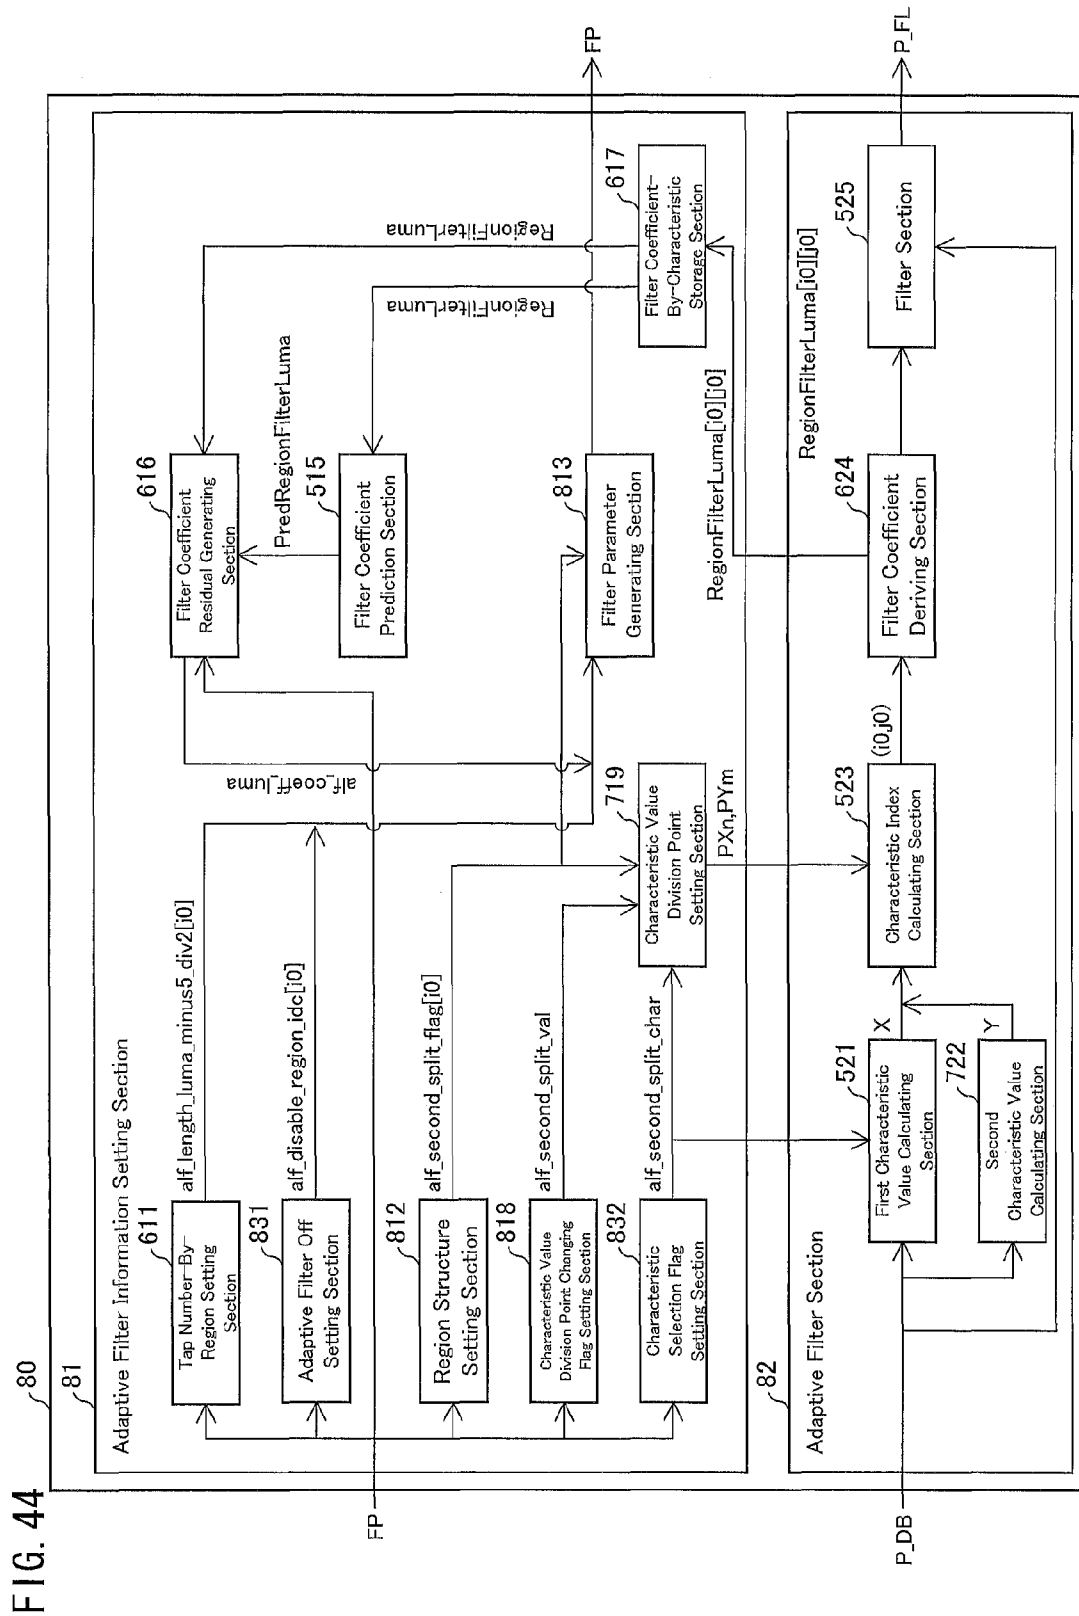 FIG. 44
80
81
Adaptive Filter Information Setting Section
611
Tap Number-By-
Region Setting
Section
alf_length_luma_minus5_div2[i0]
831
Adaptive Filter Off
Setting Section
alf_disable_region_idc[i0]
812
Region Structure
Setting Section
alf_second_split_flag[i0]
818
Characteristic Value
Division Point Changing
Flag Setting Section
alf_second_split_val
832
Characteristic
Selection Flag
Setting Section
alf_second_split_char
alf_coeff_luma
616
Filter Coefficient
Residual Generating
Section
PredRegionFilterLuma
515
Filter Coefficient
Prediction Section
813
Filter Parameter
Generating Section
719
Characteristic Value
Division Point
Setting Section
PXn,PYm
RegionFilterLuma
RegionFilterLuma
617
Filter Coefficient-
By-Characteristic
Storage Section
RegionFilterLuma[i0][j0]
FP
FP
82
Adaptive Filter Section
P_DB
521
First Characteristic
Value Calculating
Section
X
722
Second
Characteristic Value
Calculating Section
Y
523
Characteristic Index
Calculating Section
(i0,j0)
624
Filter Coefficient
Deriving Section
RegionFilterLuma[i0][j0]
525
Filter Section
P_FL